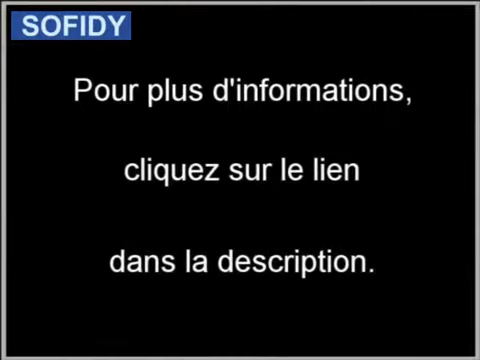 SOFIDY
Pour plus d'informations,
cliquez sur le lien
dans la description.